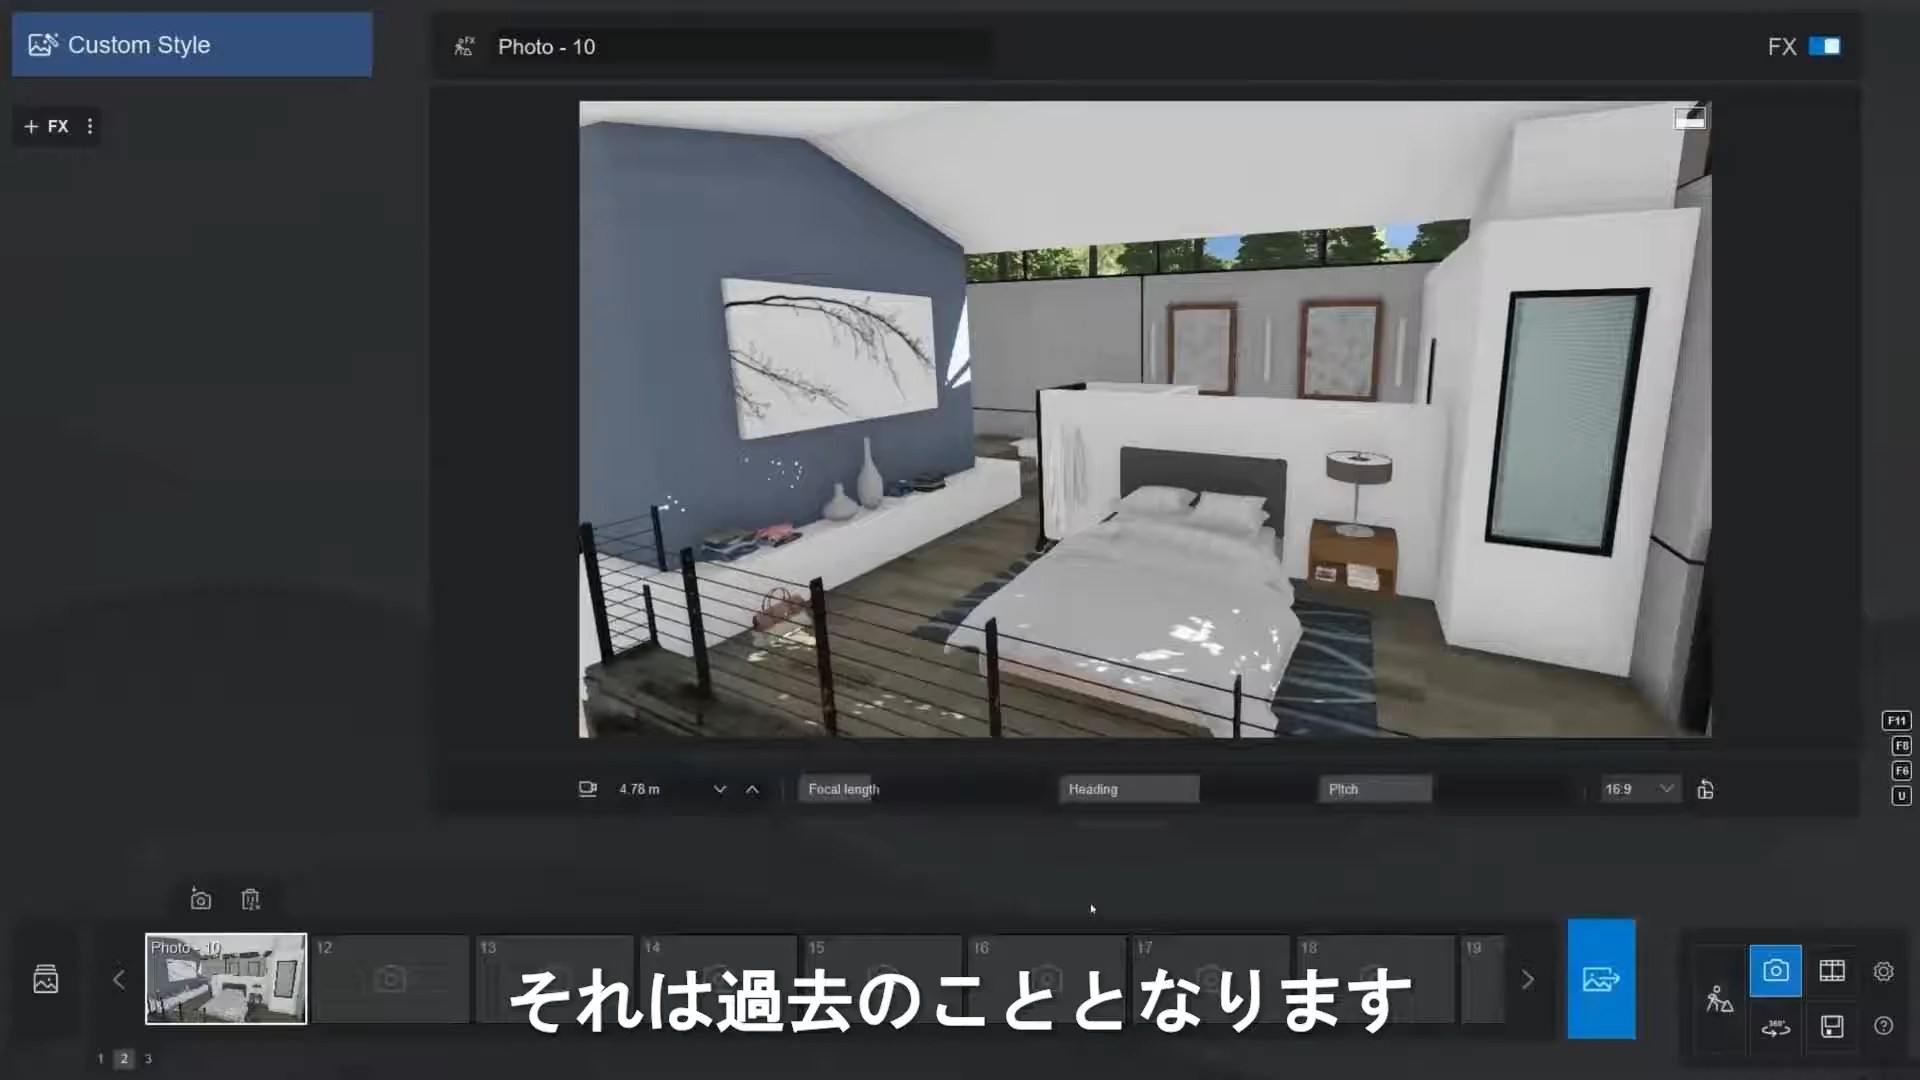 Custom Style
Photo - 10
FX
+ FX
4.78 m
Focal length
Heading
Pitch
16:9
F11
F8
F6
U
Photo - 10
12
13
14
15
16
17
18
19
それは過去のこととなります
360°
1 2 3